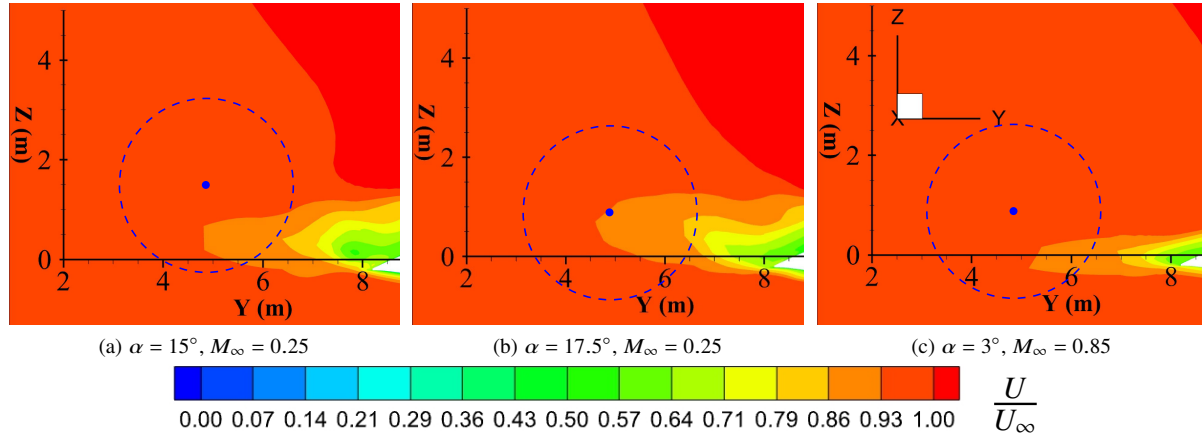 4
2
0
Z (m)
2 4 6 8
Y (m)
4
2
0
Z (m)
2 4 6 8
Y (m)
4
2
0
Z (m)
Z
X Y
2 4 6 8
Y (m)
(a) α = 15°, M∞ = 0.25
(b) α = 17.5°, M∞ = 0.25
(c) α = 3°, M∞ = 0.85
0.00 0.07 0.14 0.21 0.29 0.36 0.43 0.50 0.57 0.64 0.71 0.79 0.86 0.93 1.00
U
U∞